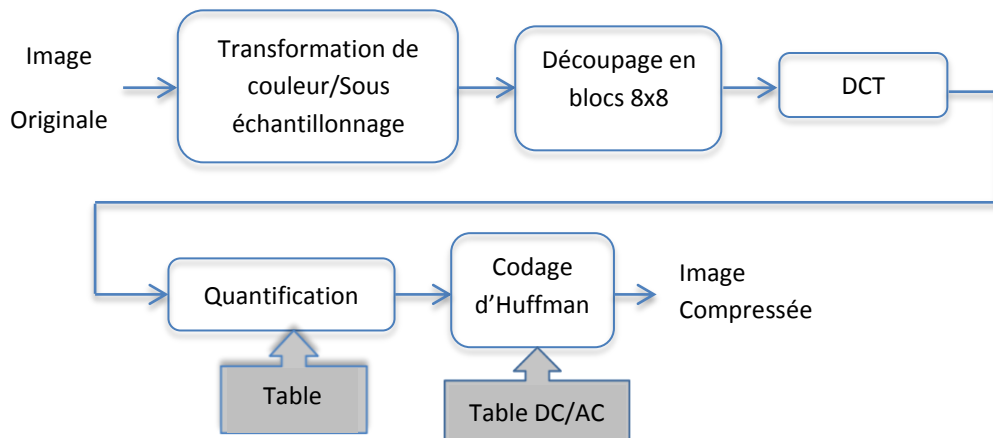 Image
Originale
Transformation de
couleur/Sous
échantillonnage
Découpage en
blocs 8x8
DCT
Quantification
Codage
d’Huffman
Image
Compressée
Table
Table DC/AC